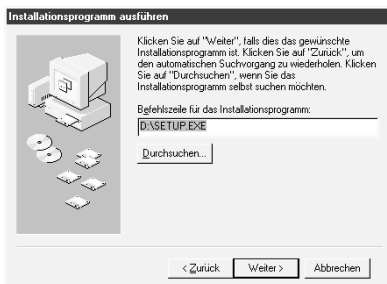 Installationsprogramm ausführen
Klicken Sie auf "Weiter", falls dies das gewünschte
Installationsprogramm ist. Klicken Sie auf "Zurück", um
den automatischen Suchvorgang zu wiederholen. Klicken
Sie auf "Durchsuchen", wenn Sie das
Installationsprogramm selbst suchen möchten.
Befehlszeile für das Installationsprogramm:
D:\SETUP.EXE
Durchsuchen...
< Zurück
Weiter >
Abbrechen